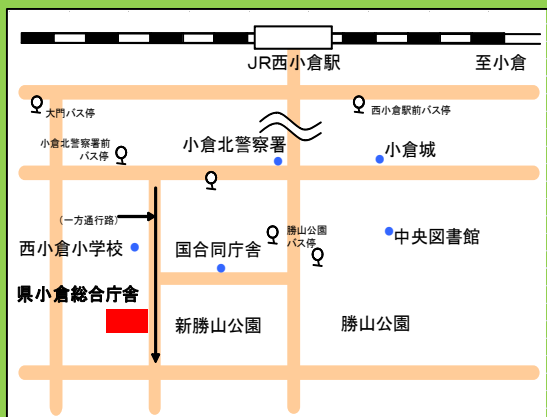 JR西小倉駅
至小倉
大門バス停
西小倉駅前バス停
小倉北警察署前
バス停
小倉北警察署
小倉城
(一方通行路)
勝山公園
バス停
西小倉小学校
国合同庁舎
中央図書館
県小倉総合庁舎
新勝山公園
勝山公園